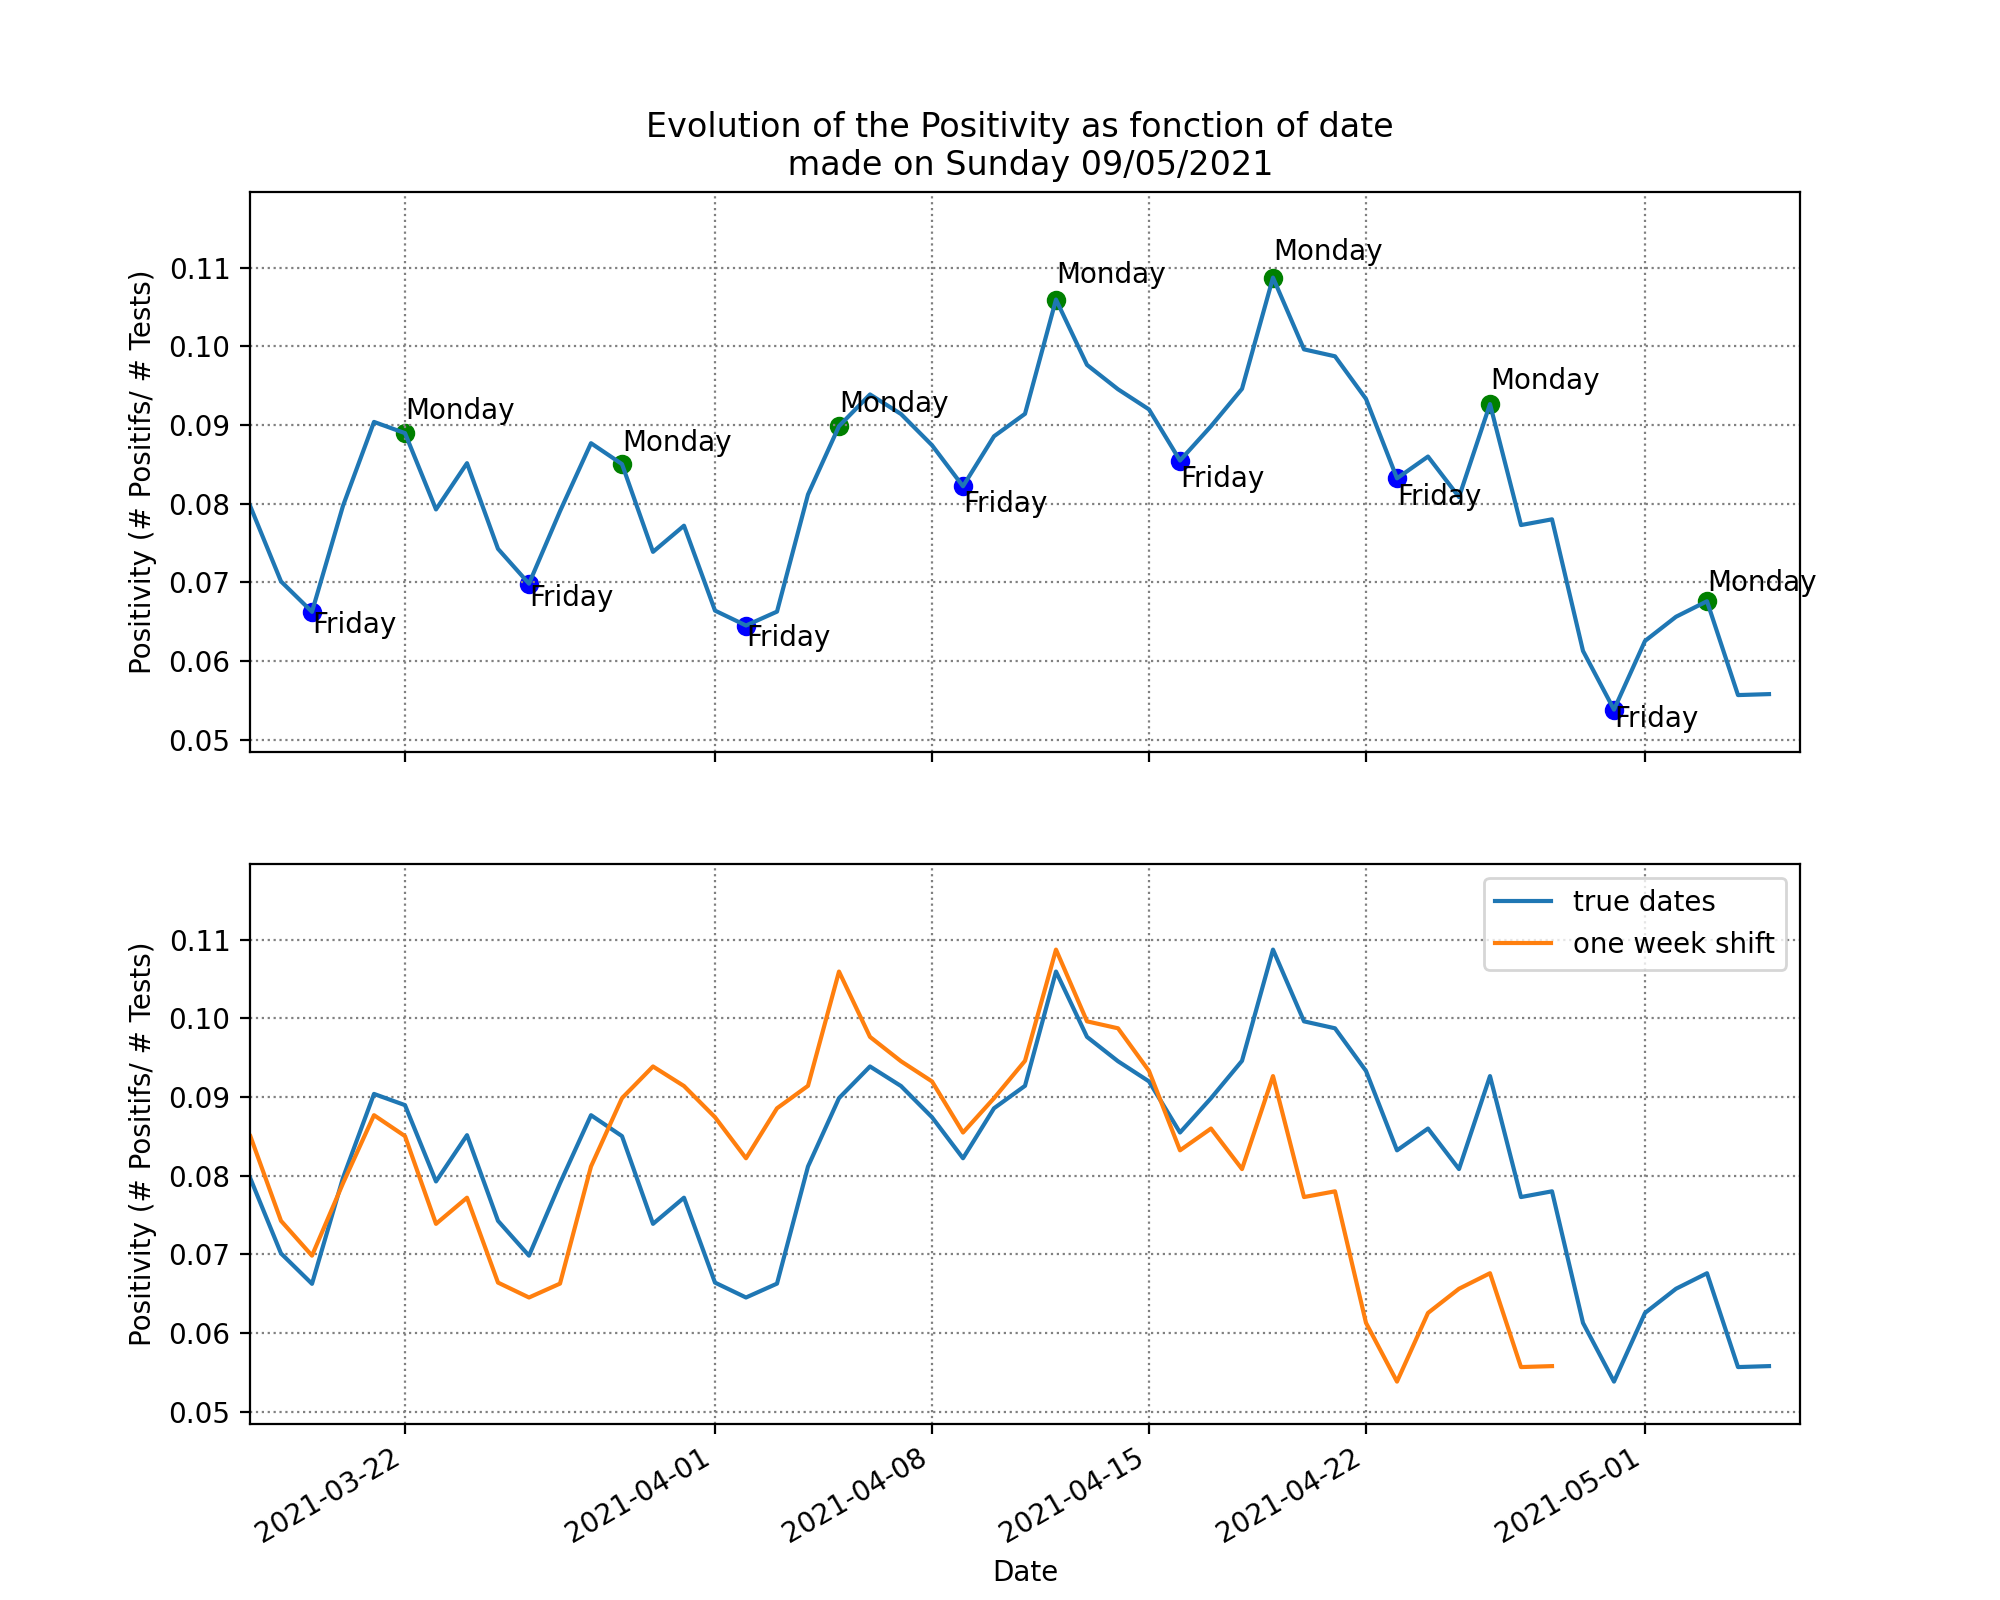 Evolution of the Positivity as fonction of date
made on Sunday 09/05/2021
Positivity (# Positifs/ # Tests)
0.11
0.10
0.09
0.08
0.07
0.06
0.05
Monday
Monday
Monday
Monday
Monday
Monday
Monday
Friday
Friday
Friday
Friday
Friday
Friday
Friday
Positivity (# Positifs/ # Tests)
0.11
0.10
0.09
0.08
0.07
0.06
0.05
true dates
one week shift
2021-03-22
2021-04-01
2021-04-08
2021-04-15
2021-04-22
2021-05-01
Date